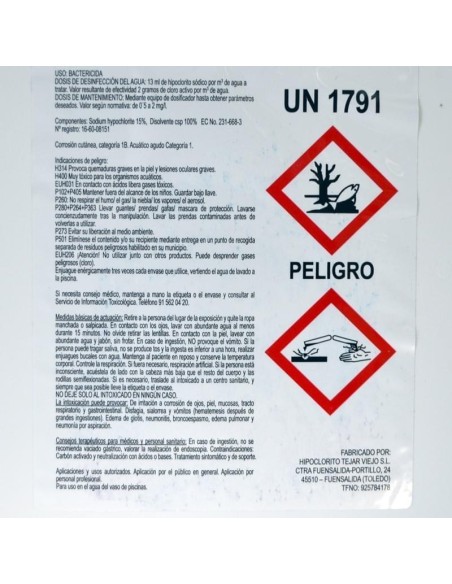 USO: BACTERICIDA
DOSIS DE DESINFECCIÓN DEL AGUA: 13 ml de hipoclorito sódico por m³ de agua a
tratar. Valor resultante de efectividad 2 gramos de cloro activo por m³ de agua.
DOSIS DE MANTENIMIENTO: Mediante equipo de dosificador hasta obtener parámetros
deseados. Valor según normativa: de 0´5 a 2 mg/l.
Componentes: Sodium hypochlorite 15%, Disolvente csp 100% EC No. 231-668-3
Nº registro: 16-60-08151
Corrosión cutánea, categoría 1B. Acuático agudo Categoría 1.
Indicaciones de peligro:
H314 Provoca quemaduras graves en la piel y lesiones oculares graves.
H400 Muy tóxico para los organismos acuáticos.
EUH031 En contacto con ácidos libera gases tóxicos.
P102+P405 Mantener fuera del alcance de los niños. Guardar bajo llave.
P260: No respirar el humo/ el gas/ la niebla/ los vapores/ el aerosol.
P280+P264+P363 Llevar guantes/ prendas/ gafas/ mascara de protección. Lavarse
concienzudamente tras la manipulación. Lavar las prendas contaminadas antes de
volverlas a utilizar.
P273 Evitar su liberación al medio ambiente.
P501 Elimínese el contenido y/o su recipiente mediante entrega en un punto de recogida
separada de residuos peligrosos habilitado en su municipio.
EUH206 ¡Atención! No utilizar junto con otros productos. Puede desprender gases
peligrosos (cloro).
Enjuague enérgicamente tres veces cada envase que utilice, vertiendo el agua de lavado a
la piscina.
Si necesita consejo médico, mantenga a mano la etiqueta o el envase y consultar al
Servicio de Información Toxicológica. Teléfono 91 562 04 20.
Medidas básicas de actuación: Retire a la persona del lugar de la exposición y quite la ropa
manchada o salpicada. En contacto con los ojos, lavar con abundante agua al menos
durante 15 minutos. No olvide retirar las lentillas. En contacto con la piel, lavar con
abundante agua y jabón, sin frotar. En caso de ingestión, NO provoque el vómito. Si la
persona puede tragar saliva, no se produce tos y la ingesta es inferior a una hora, realizar
enjuagues bucales con agua. Mantenga al paciente en reposo y conserve la temperatura
corporal. Controle la respiración. Si fuera necesario, respiración artificial. Si la persona está
inconsciente, acuéstela de lado con la cabeza más baja que el resto del cuerpo y las
rodillas semiflexionadas. Si es necesario, traslade al intoxicado a un centro sanitario, y
siempre que sea posible lleve la etiqueta o el envase.
NO DEJE SOLO AL INTOXICADO EN NINGÚN CASO.
La intoxicación puede provocar: De irritación a corrosión de ojos, piel, mucosas, tracto
respiratorio y gastrointestinal. Disfagia, sialorrea y vómitos (hematemesis después de
grandes ingestiones). Edema de glotis, neumonitis, broncoespasmo, edema pulmonar y
neumonía por aspiración.
Consejos terapéuticos para médicos y personal sanitario: En caso de ingestión, no se
recomienda vaciado gástrico, valorar la realización de endoscopia. Contraindicaciones:
Carbón activado y neutralización con ácidos o bases. Tratamiento sintomático y de soporte.
Aplicaciones y usos autorizados. Aplicación por el público en general. Aplicación por
personal profesional.
Para uso en el agua del vaso de piscinas.
UN 1791
PELIGRO
FABRICADO POR:
HIPOCLORITO TEJAR VIEJO S.L.
CTRA FUENSALIDA-PORTILLO, 24
45510 – FUENSALIDA (TOLEDO)
TFNO: 925784178